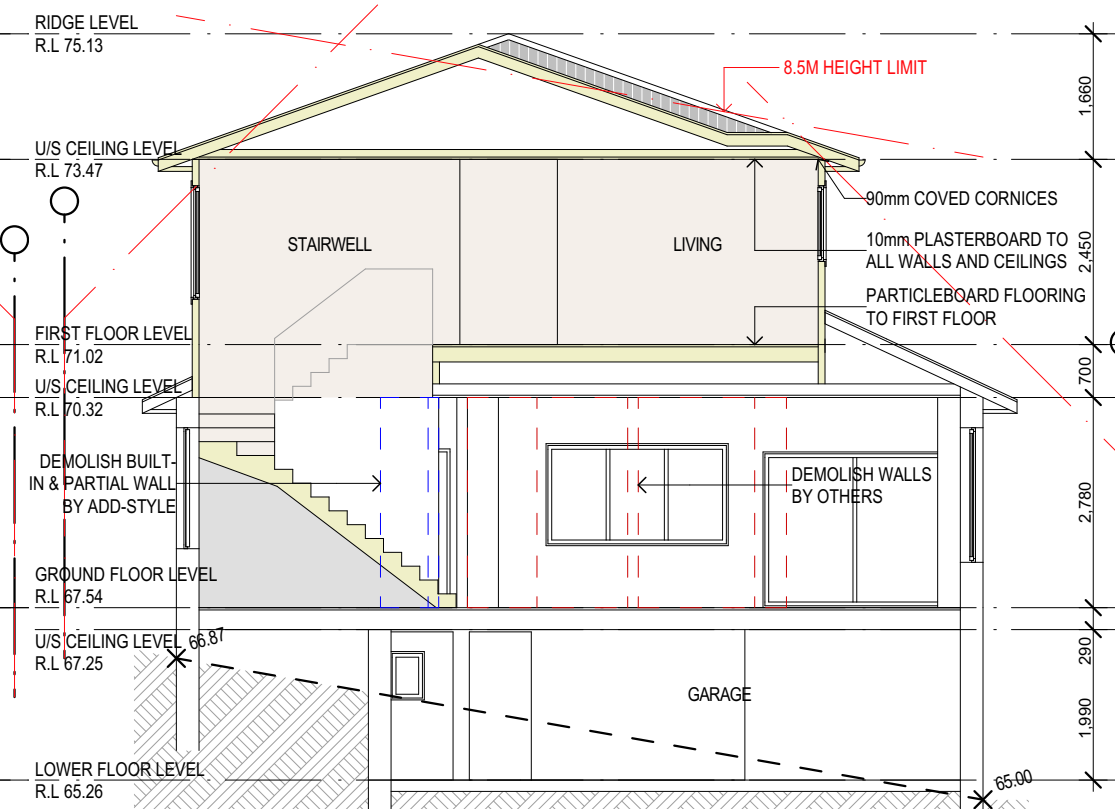 RIDGE LEVEL
R.L 75.13
8.5M HEIGHT LIMIT
1,660
U/S CEILING LEVEL
R.L 73.47
90mm COVED CORNICES
STAIRWELL
LIVING
10mm PLASTERBOARD TO
ALL WALLS AND CEILINGS
2,450
PARTICLEBOARD FLOORING
TO FIRST FLOOR
FIRST FLOOR LEVEL
R.L 71.02
700
U/S CEILING LEVEL
R.L 70.32
DEMOLISH BUILT-
IN & PARTIAL WALL
BY ADD-STYLE
DEMOLISH WALLS
BY OTHERS
2,780
GROUND FLOOR LEVEL
R.L 67.54
U/S CEILING LEVEL
R.L 67.25
66.87
290
GARAGE
1,990
LOWER FLOOR LEVEL
R.L 65.26
65.00